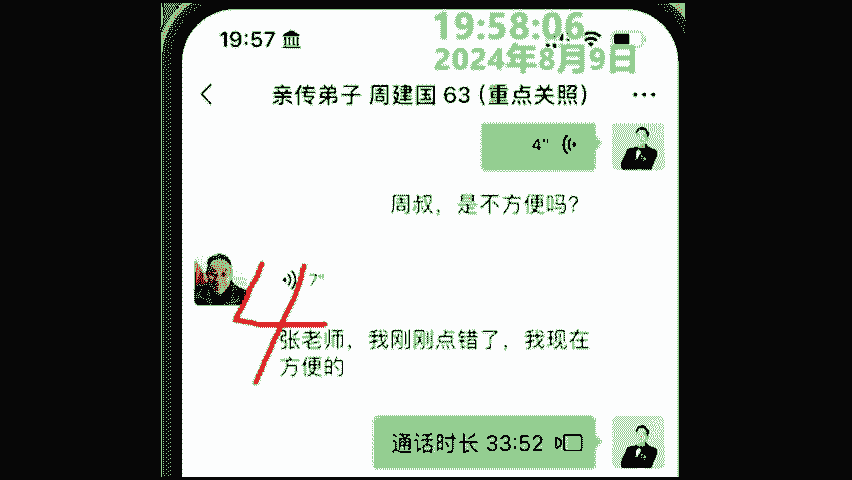 19:57
19:58:06
2024年8月9日
亲传弟子 周建国 63 (重点关照)
4"
周叔，是不方便吗？
7"
4
张老师，我刚刚点错了，我现在
方便的
通话时长 33:52